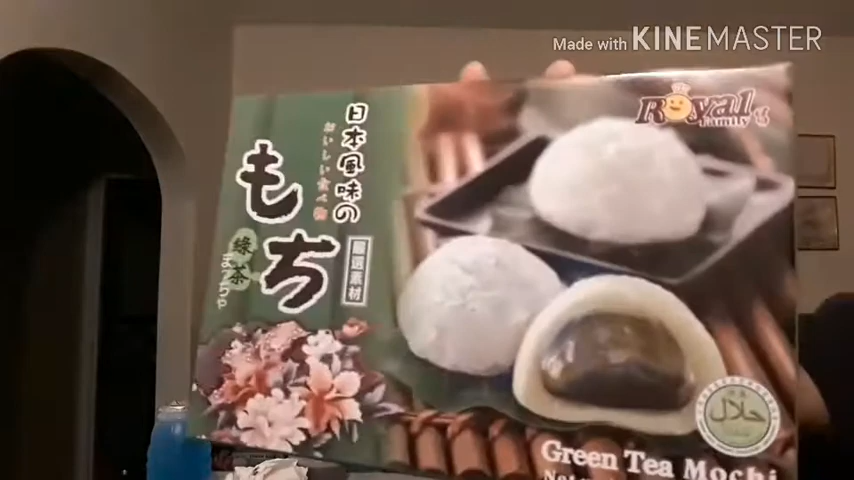 Made with KINEMASTER
Royal
Family
日本風味の
おいしい食べ物
もち
緑茶
まっちゃ
嚴選素材
حلال
Green Tea Mochi